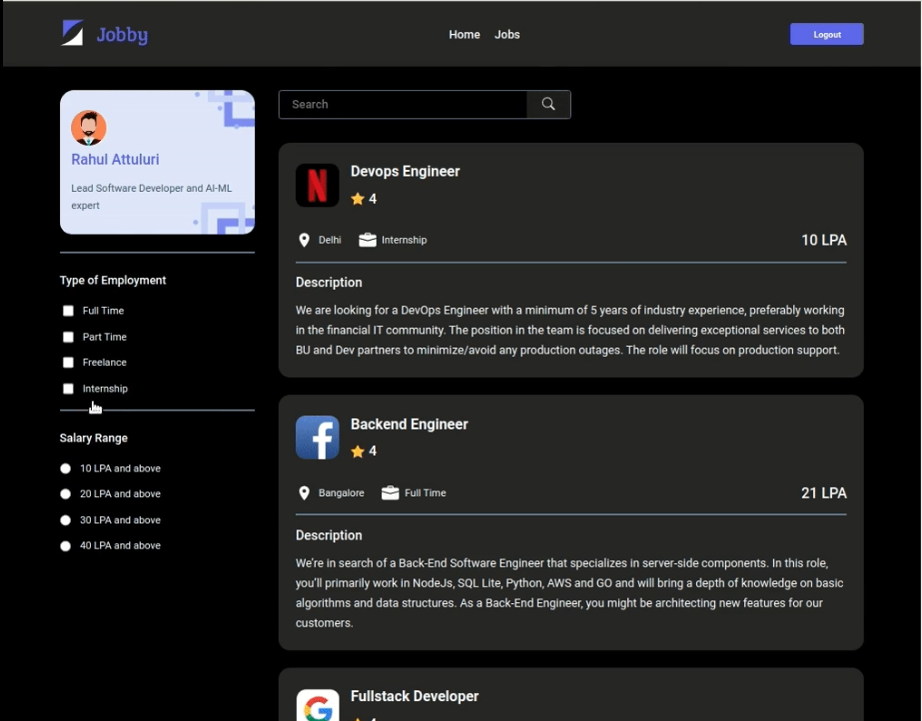 Jobby
Home Jobs
Logout
Rahul Attuluri
Lead Software Developer and AI-ML
expert
Type of Employment
Full Time
Part Time
Freelance
Internship
Salary Range
10 LPA and above
20 LPA and above
30 LPA and above
40 LPA and above
Search
Devops Engineer
4
Delhi Internship 10 LPA
Description
We are looking for a DevOps Engineer with a minimum of 5 years of industry experience, preferably working
in the financial IT community. The position in the team is focused on delivering exceptional services to both
BU and Dev partners to minimize/avoid any production outages. The role will focus on production support.
Backend Engineer
4
Bangalore Full Time 21 LPA
Description
We're in search of a Back-End Software Engineer that specializes in server-side components. In this role,
you'll primarily work in NodeJs, SQL Lite, Python, AWS and GO and will bring a depth of knowledge on basic
algorithms and data structures. As a Back-End Engineer, you might be architecting new features for our
customers.
Fullstack Developer